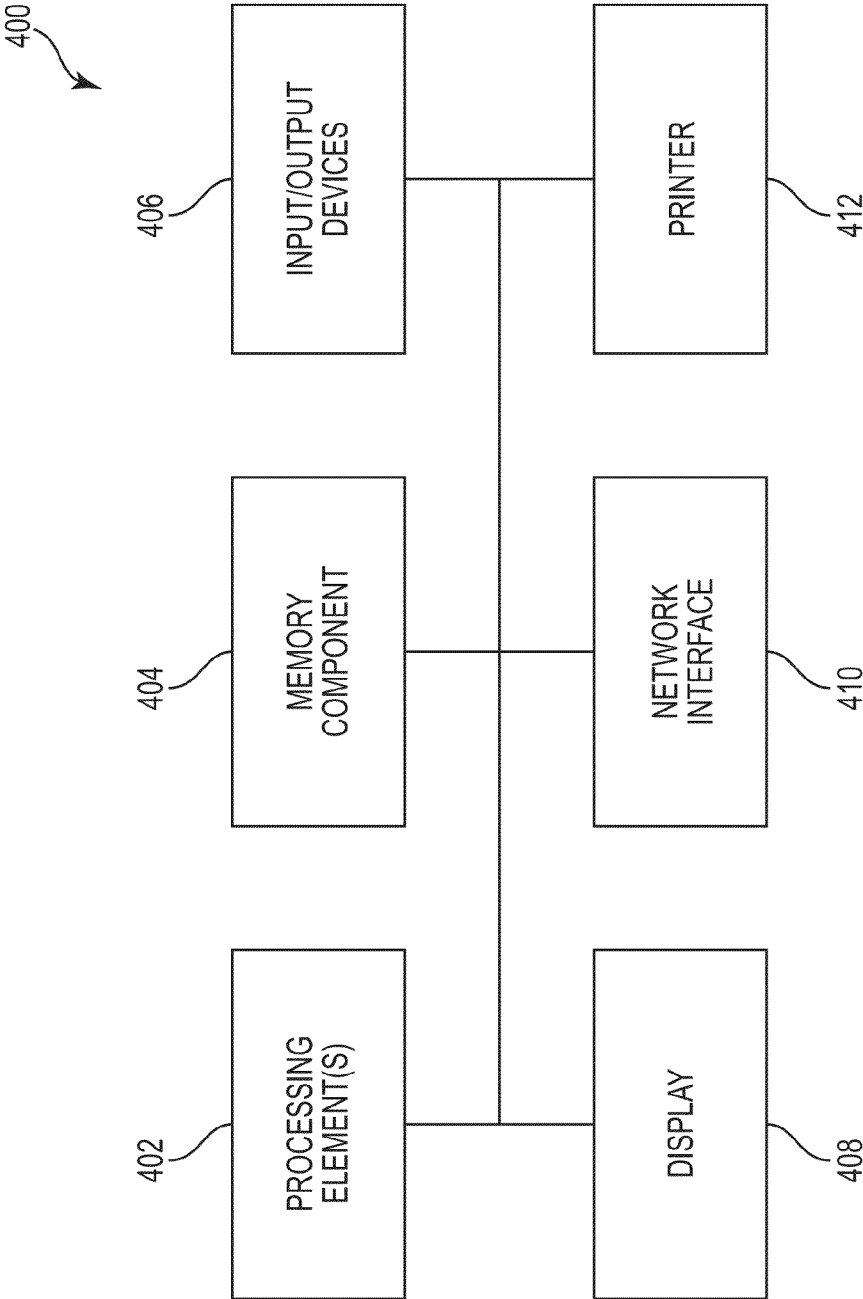 400
402
404
406
PROCESSING
ELEMENT(S)
MEMORY
COMPONENT
INPUT/OUTPUT
DEVICES
DISPLAY
NETWORK
INTERFACE
PRINTER
408
410
412